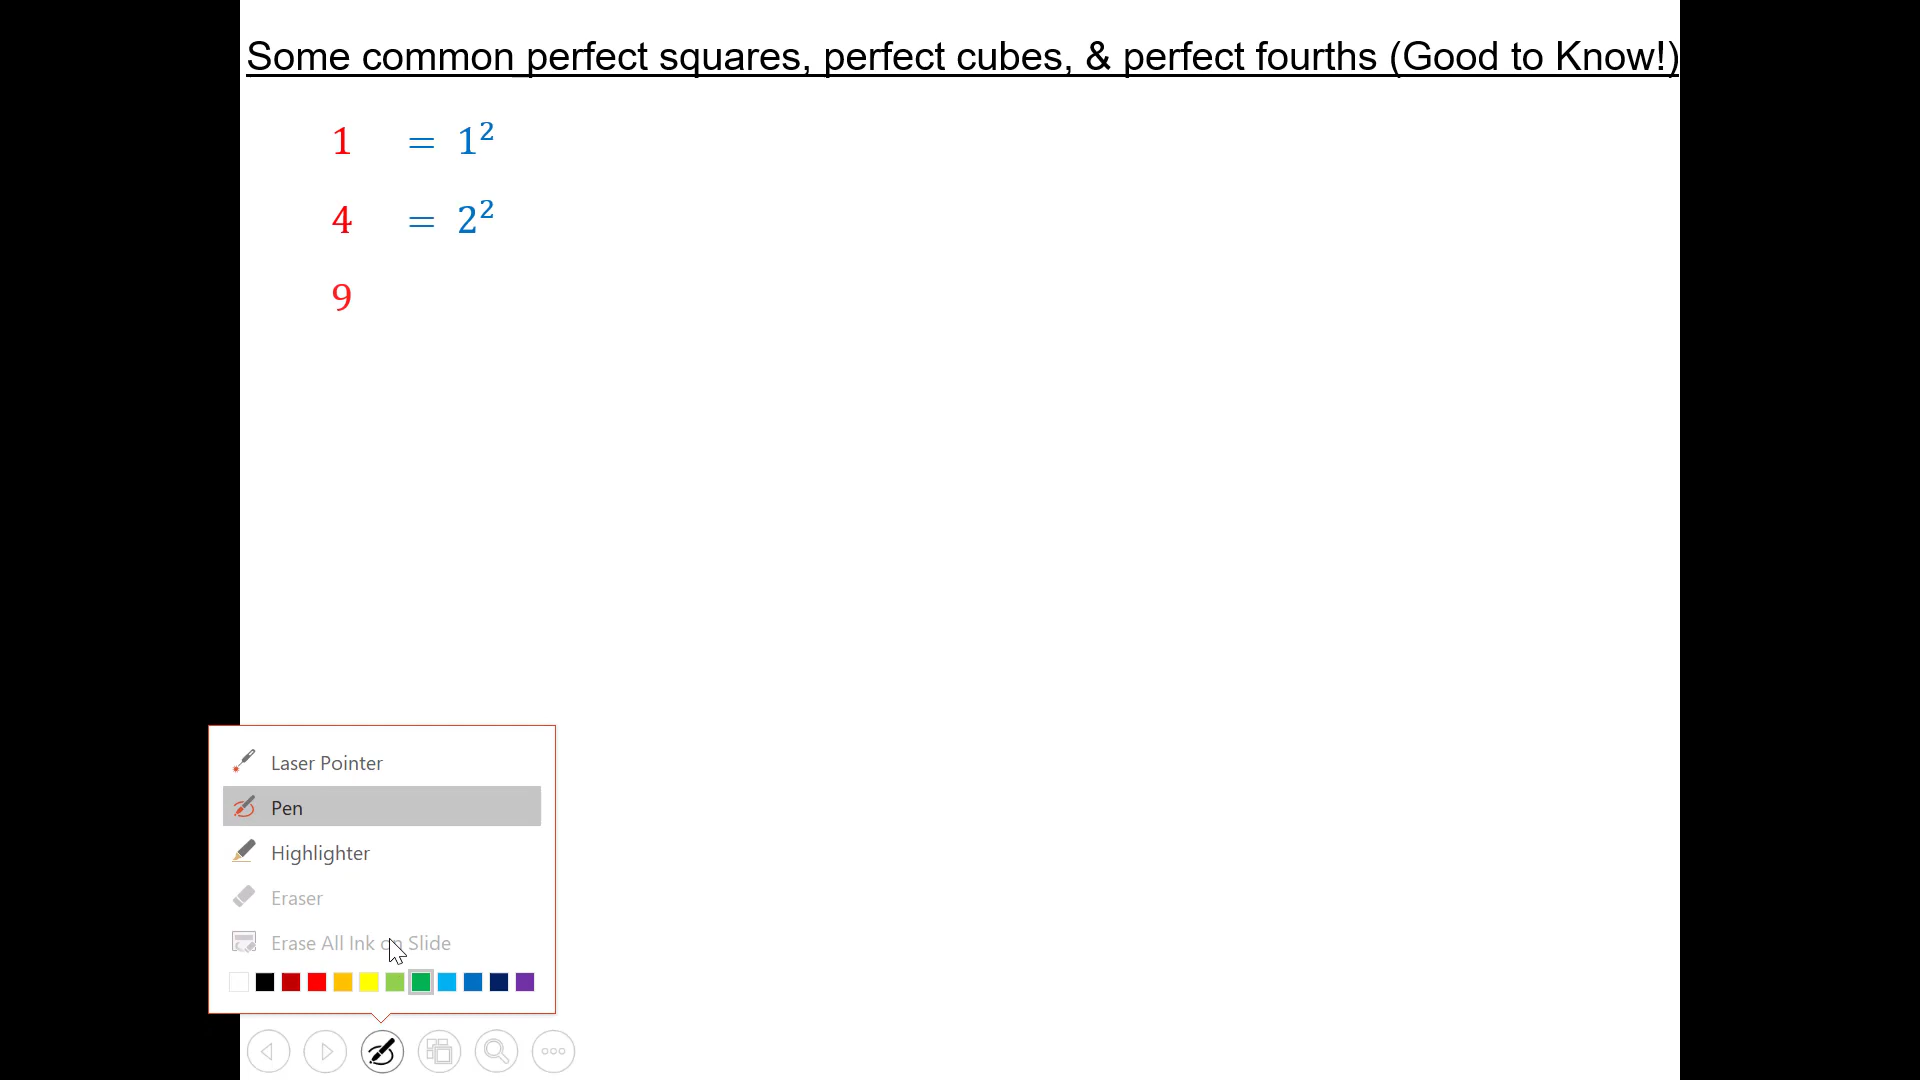 Some common perfect squares, perfect cubes, & perfect fourths (Good to Know!)
1 = 1²
4 = 2²
9
Laser Pointer
Pen
Highlighter
Eraser
Erase All Ink on Slide